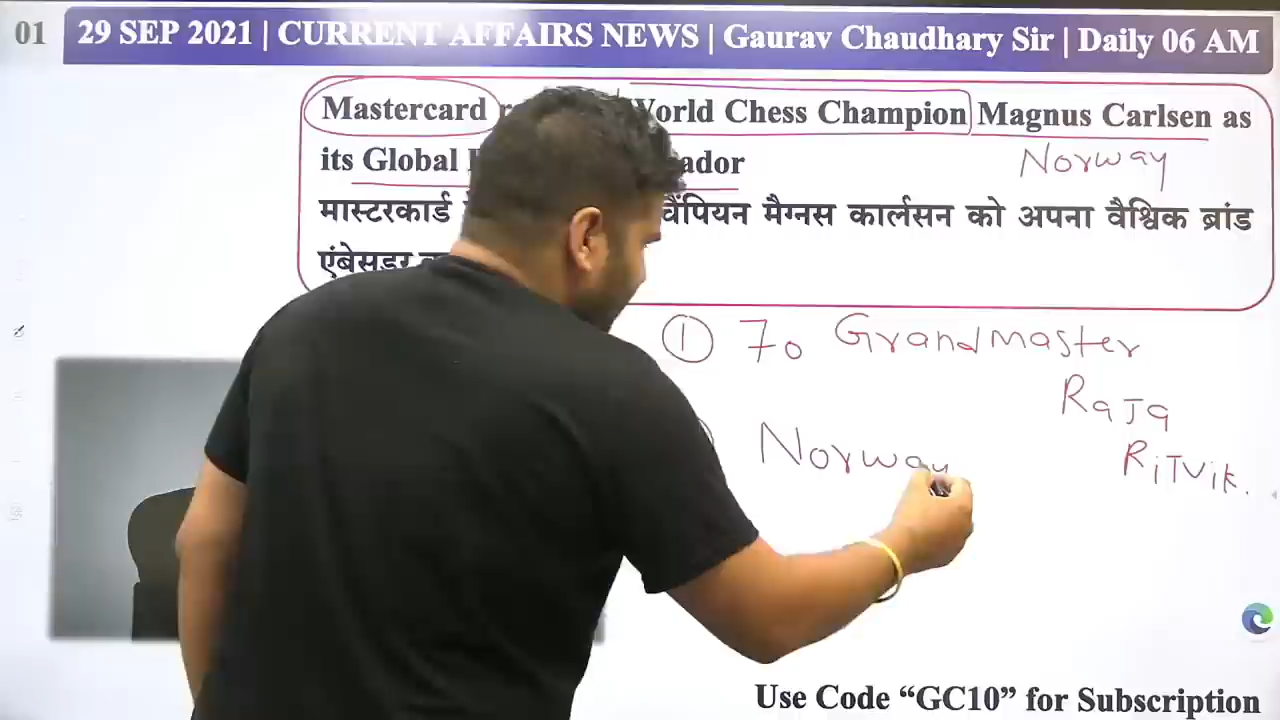 01
29 SEP 2021 | CURRENT AFFAIRS NEWS | Gaurav Chaudhary Sir | Daily 06 AM
Mastercard World Chess Champion Magnus Carlsen as
its Global ador
Norway
मास्टरकार्ड चैंपियन मैग्नस कार्लसन को अपना वैश्विक ब्रांड
एंबेसडर
① 70 Grandmaster
Raja
Ritvik.
Norway
Use Code “GC10” for Subscription